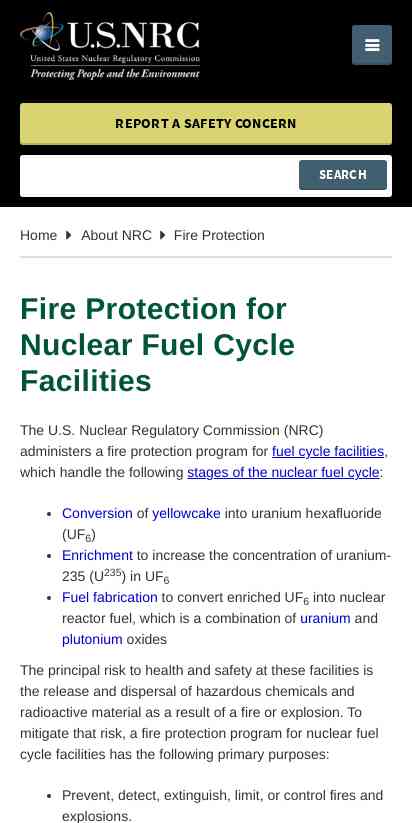 U.S.NRC
United States Nuclear Regulatory Commission
Protecting People and the Environment
REPORT A SAFETY CONCERN
SEARCH
Home About NRC Fire Protection
Fire Protection for
Nuclear Fuel Cycle
Facilities
The U.S. Nuclear Regulatory Commission (NRC)
administers a fire protection program for fuel cycle facilities,
which handle the following stages of the nuclear fuel cycle:
• Conversion of yellowcake into uranium hexafluoride
(UF6)
• Enrichment to increase the concentration of uranium-
235 (U235) in UF6
• Fuel fabrication to convert enriched UF6 into nuclear
reactor fuel, which is a combination of uranium and
plutonium oxides
The principal risk to health and safety at these facilities is
the release and dispersal of hazardous chemicals and
radioactive material as a result of a fire or explosion. To
mitigate that risk, a fire protection program for nuclear fuel
cycle facilities has the following primary purposes:
• Prevent, detect, extinguish, limit, or control fires and
explosions.